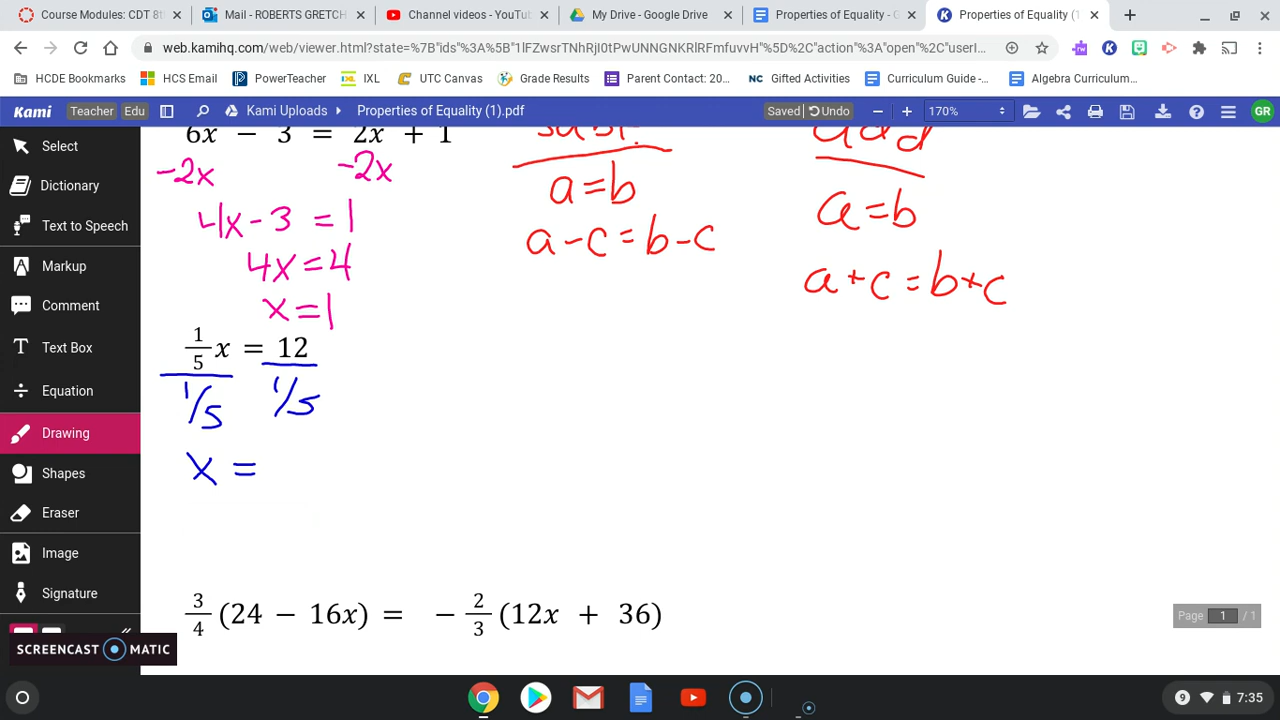 Course Modules: CDT 8th
Mail - ROBERTS GRETCH
Channel videos - YouTu
My Drive - Google Drive
Properties of Equality - G
Properties of Equality (1
web.kamihq.com/web/viewer.html?state=%7B"ids"%3A%5B"1lFZwsrTNhRjI0tPwUNNGNKRlRFmfuvvH"%5D%2C"action"%3A"open"%2C"userI...
HCDE Bookmarks
HCS Email
PowerTeacher
IXL
UTC Canvas
Grade Results
Parent Contact: 20...
NC Gifted Activities
Curriculum Guide -...
Algebra Curriculum...
Kami Teacher Edu
Kami Uploads
Properties of Equality (1).pdf
Saved Undo
170%
GR
Select
Dictionary
Text to Speech
Markup
Comment
Text Box
Equation
Drawing
Shapes
Eraser
Image
Signature
6x − 3 = 2x + 1
-2x -2x
4x - 3 = 1
4x = 4
x = 1
a = b
a - c = b - c
add
a = b
a + c = b + c
1/5 x = 12
1/5 1/5
x =
3/4 (24 − 16x) = − 2/3 (12x + 36)
Page 1 / 1
SCREENCAST MATIC
9 7:35